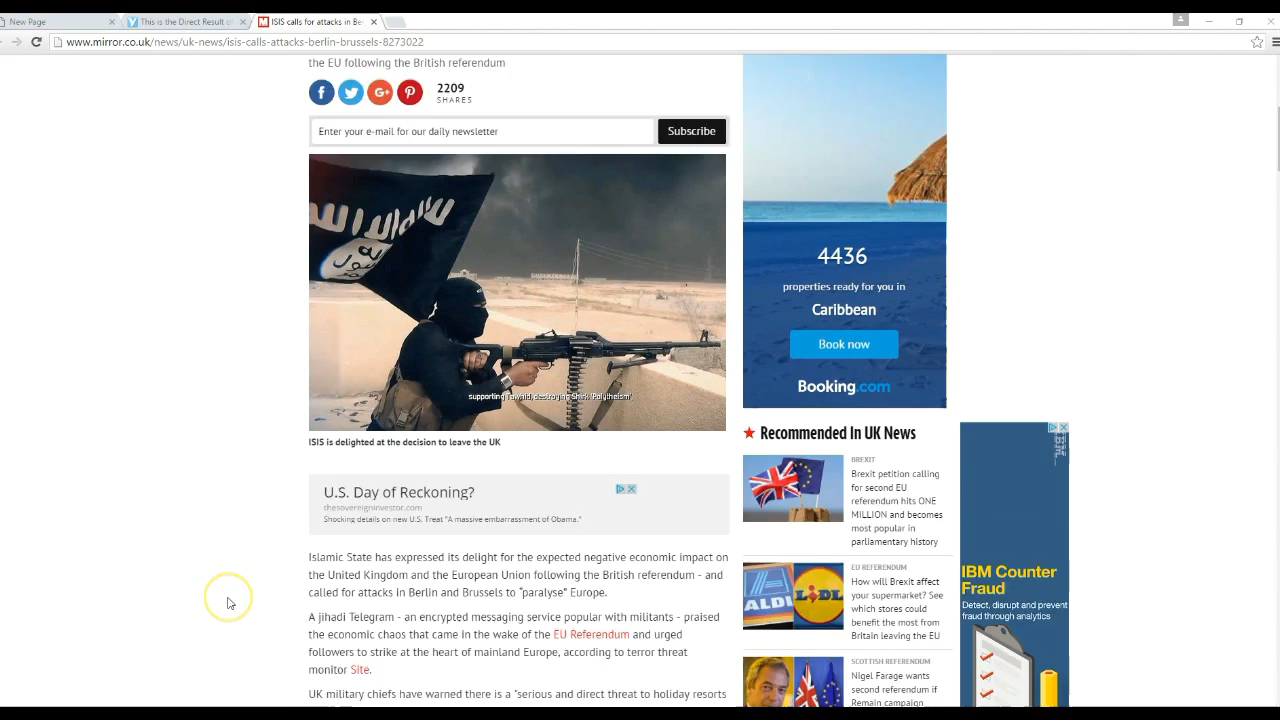 New Page
This is the Direct Result of
ISIS calls for attacks in Be
www.mirror.co.uk/news/uk-news/isis-calls-attacks-berlin-brussels-8273022
the EU following the British referendum
2209
SHARES
Enter your e-mail for our daily newsletter
Subscribe
supporting Tawhid, destroying Shirk 'Polytheism'
ISIS is delighted at the decision to leave the UK
U.S. Day of Reckoning?
thesovereigninvestor.com
Shocking details on new U.S. Treat "A massive embarrassment of Obama."
Islamic State has expressed its delight for the expected negative economic impact on
the United Kingdom and the European Union following the British referendum - and
called for attacks in Berlin and Brussels to "paralyse" Europe.
A jihadi Telegram - an encrypted messaging service popular with militants - praised
the economic chaos that came in the wake of the EU Referendum and urged
followers to strike at the heart of mainland Europe, according to terror threat
monitor Site.
UK military chiefs have warned there is a "serious and direct threat to holiday resorts
4436
properties ready for you in
Caribbean
Book now
Booking.com
Recommended In UK News
BREXIT
Brexit petition calling
for second EU
referendum hits ONE
MILLION and becomes
most popular in
parliamentary history
EU REFERENDUM
How will Brexit affect
your supermarket? See
which stores could
benefit the most from
Britain leaving the EU
ALDI
LIDL
SCOTTISH REFERENDUM
Nigel Farage wants
second referendum if
Remain campaign
IBM
IBM Counter
Fraud
Detect, disrupt and prevent
fraud through analytics